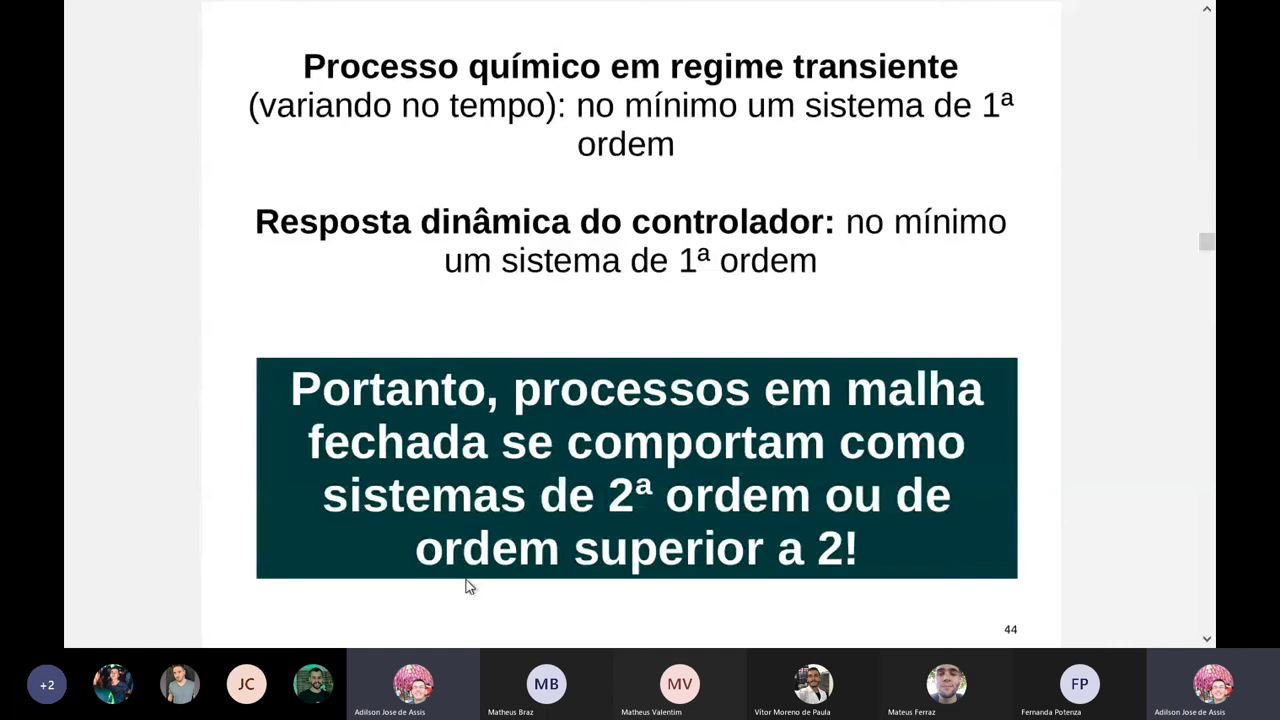 Processo químico em regime transiente
(variando no tempo): no mínimo um sistema de 1ª
ordem
Resposta dinâmica do controlador: no mínimo
um sistema de 1ª ordem
Portanto, processos em malha
fechada se comportam como
sistemas de 2ª ordem ou de
ordem superior a 2!
44
+2
JC
Adilson Jose de Assis
MB
Matheus Braz
MV
Matheus Valentim
Vítor Moreno de Paula
Mateus Ferraz
FP
Fernanda Potenza
Adilson Jose de Assis